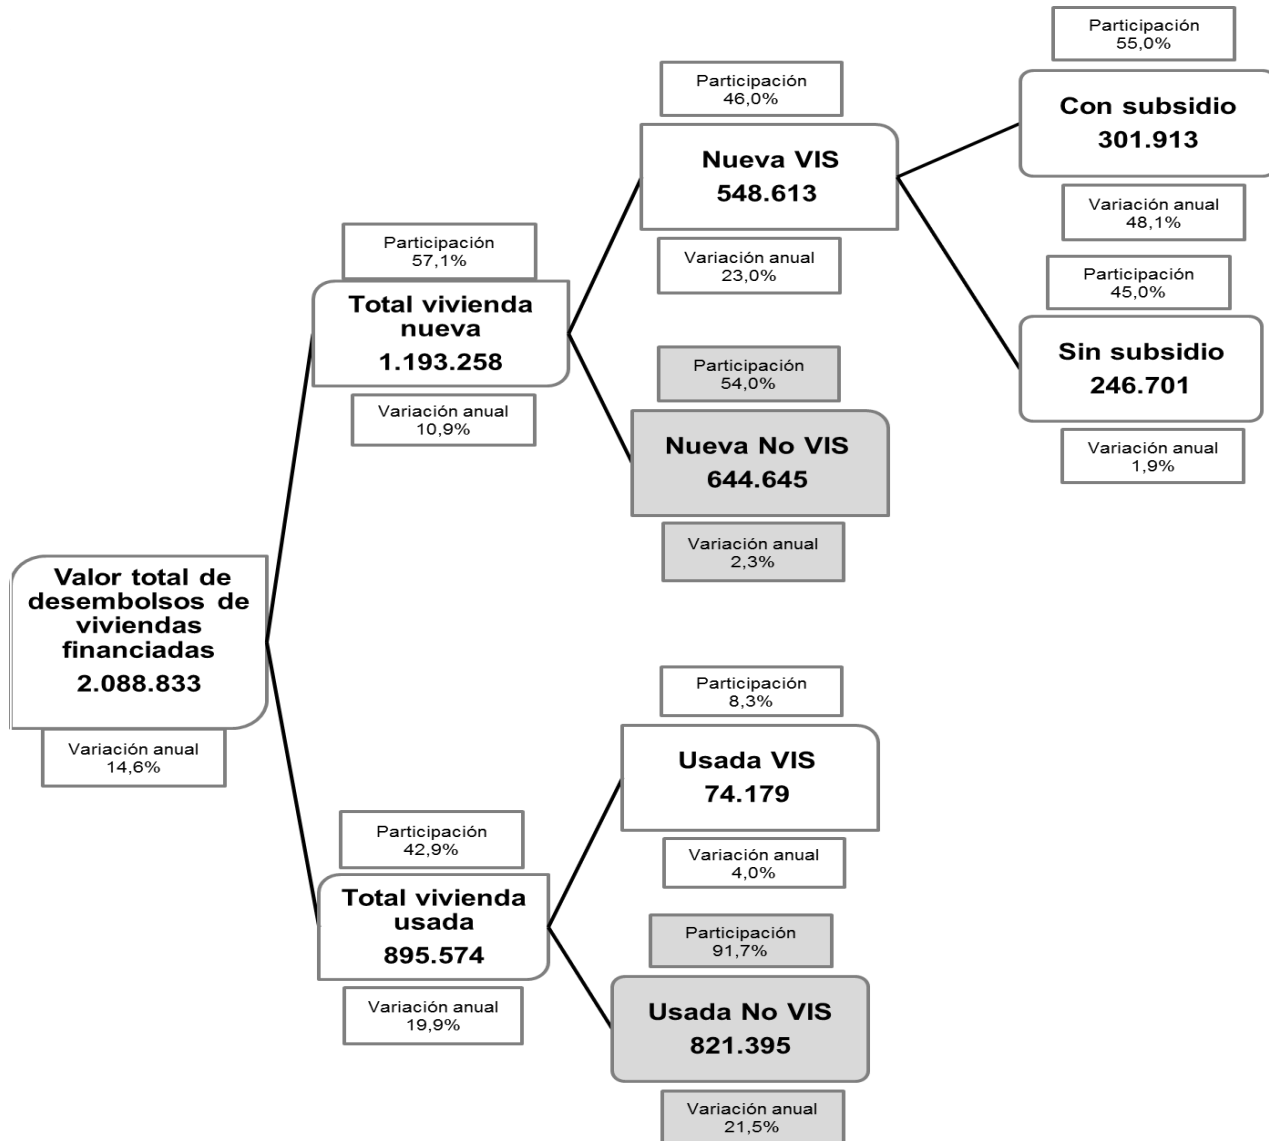 Valor total de
desembolsos de
viviendas
financiadas
2.088.833
Variación anual
14,6%
Participación
57,1%
Total vivienda
nueva
1.193.258
Variación anual
10,9%
Participación
46,0%
Nueva VIS
548.613
Variación anual
23,0%
Participación
55,0%
Con subsidio
301.913
Variación anual
48,1%
Participación
45,0%
Sin subsidio
246.701
Variación anual
1,9%
Participación
54,0%
Nueva No VIS
644.645
Variación anual
2,3%
Participación
42,9%
Total vivienda
usada
895.574
Variación anual
19,9%
Participación
8,3%
Usada VIS
74.179
Variación anual
4,0%
Participación
91,7%
Usada No VIS
821.395
Variación anual
21,5%